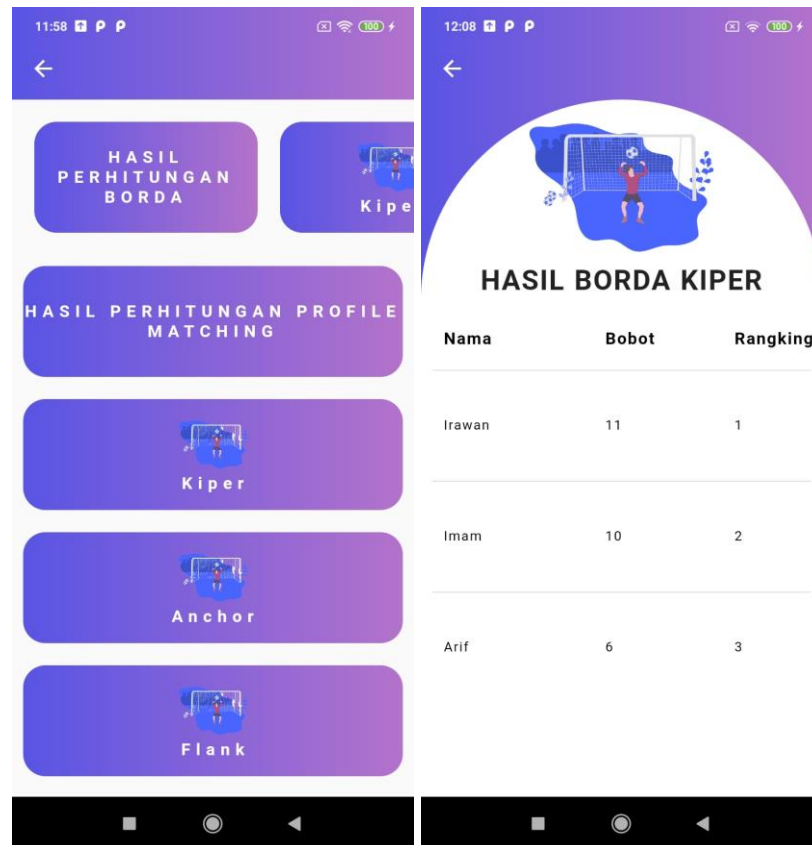 11:58
100
HASIL
PERHITUNGAN
BORDA
Kipe
HASIL PERHITUNGAN PROFILE
MATCHING
Kiper
Anchor
Flank
12:08
100
HASIL BORDA KIPER
Nama Bobot Rangking
Irawan 11 1
Imam 10 2
Arif 6 3